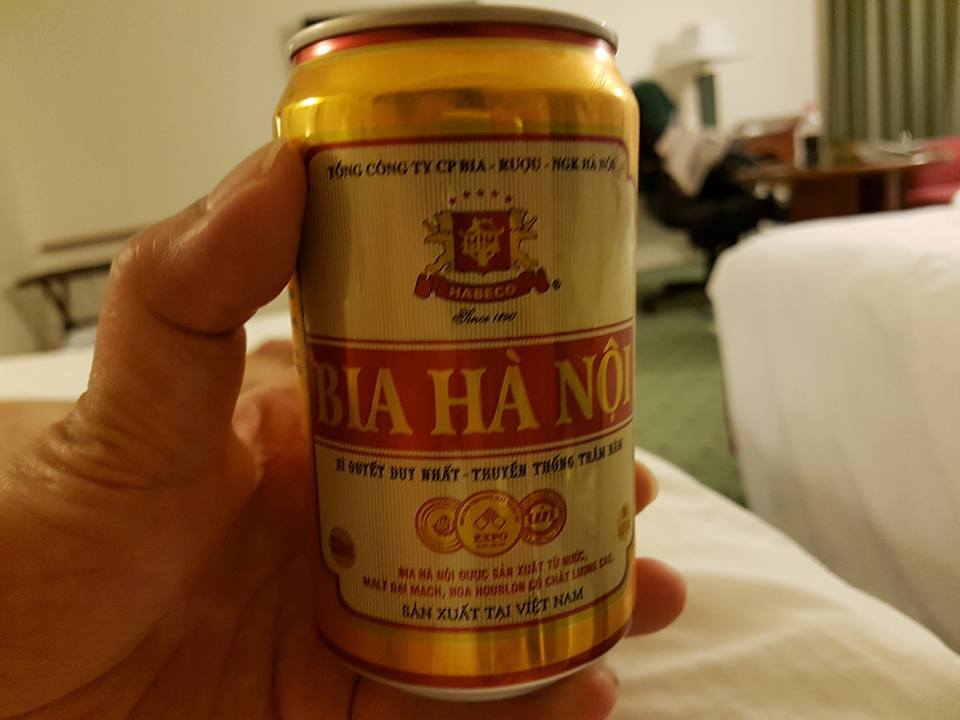 TỔNG CÔNG TY CP BIA - RƯỢU - NGK HÀ NỘI
HABECO ®
Since 1890
BIA HÀ NỘI
BÍ QUYẾT DUY NHẤT - TRUYỀN THỐNG TRĂM NĂM
EXPO
BIA HÀ NỘI ĐƯỢC SẢN XUẤT TỪ NƯỚC,
MALT ĐẠI MẠCH, HOA HOUBLON CÓ CHẤT LƯỢNG CAO.
SẢN XUẤT TẠI VIỆT NAM